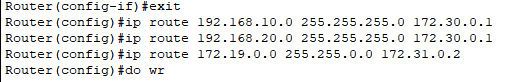 Router(config-if)#exit
Router(config)#ip route 192.168.10.0 255.255.255.0 172.30.0.1
Router(config)#ip route 192.168.20.0 255.255.255.0 172.30.0.1
Router(config)#ip route 172.19.0.0 255.255.0.0 172.31.0.2
Router(config)#do wr